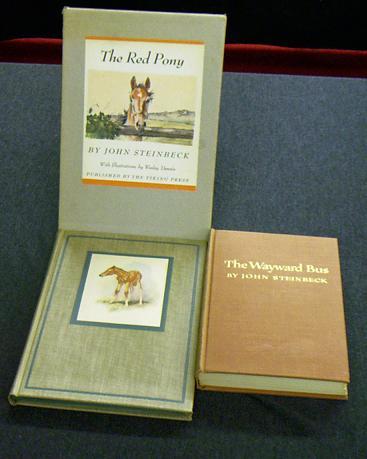 The Red Pony
BY JOHN STEINBECK
With Illustrations by Wesley Dennis
PUBLISHED BY THE VIKING PRESS
The Wayward Bus
BY JOHN STEINBECK